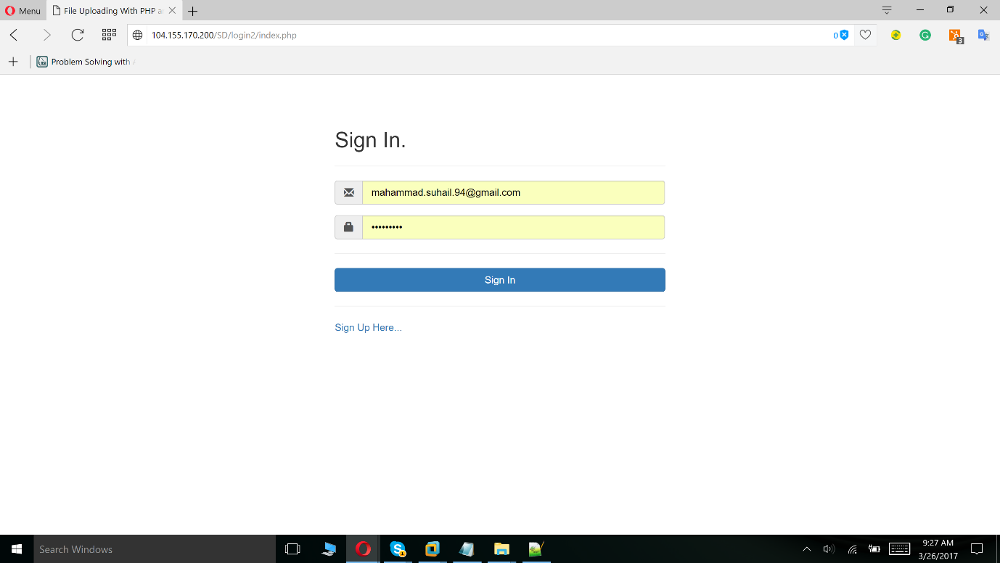 Menu
File Uploading With PHP a
104.155.170.200/SD/login2/index.php
0
3
Problem Solving with
Sign In.
mahammad.suhail.94@gmail.com
•••••••••
Sign In
Sign Up Here...
Search Windows
9:27 AM
3/26/2017